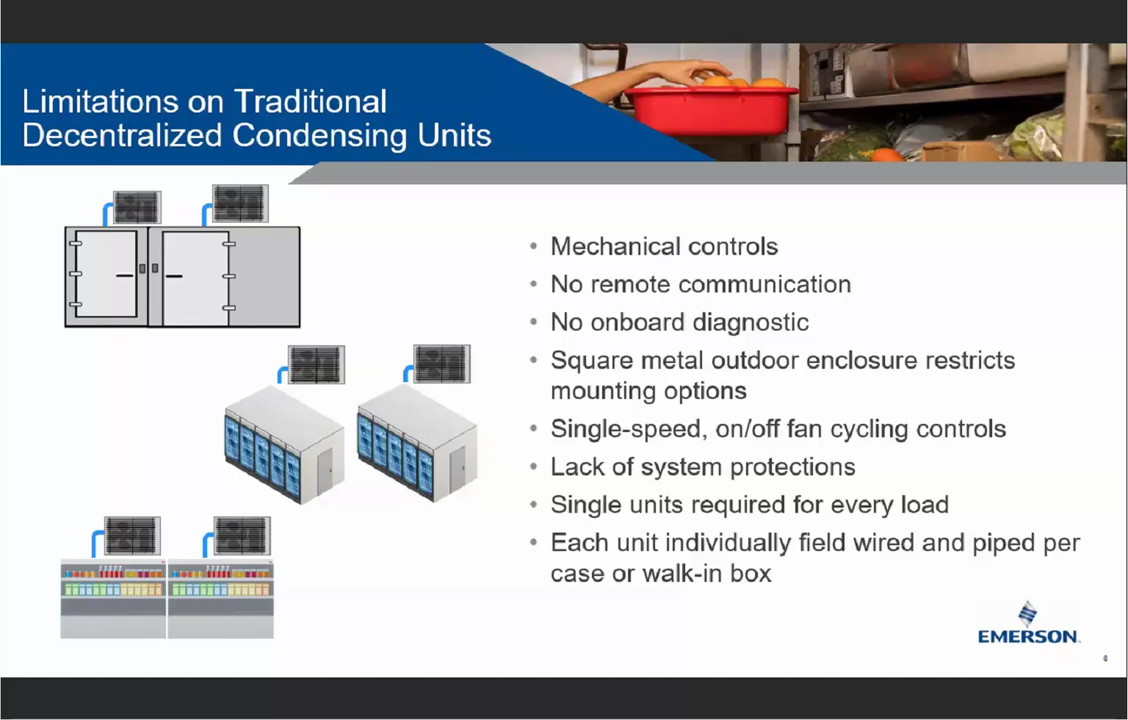 Limitations on Traditional
Decentralized Condensing Units
• Mechanical controls
• No remote communication
• No onboard diagnostic
• Square metal outdoor enclosure restricts
mounting options
• Single-speed, on/off fan cycling controls
• Lack of system protections
• Single units required for every load
• Each unit individually field wired and piped per
case or walk-in box
EMERSON